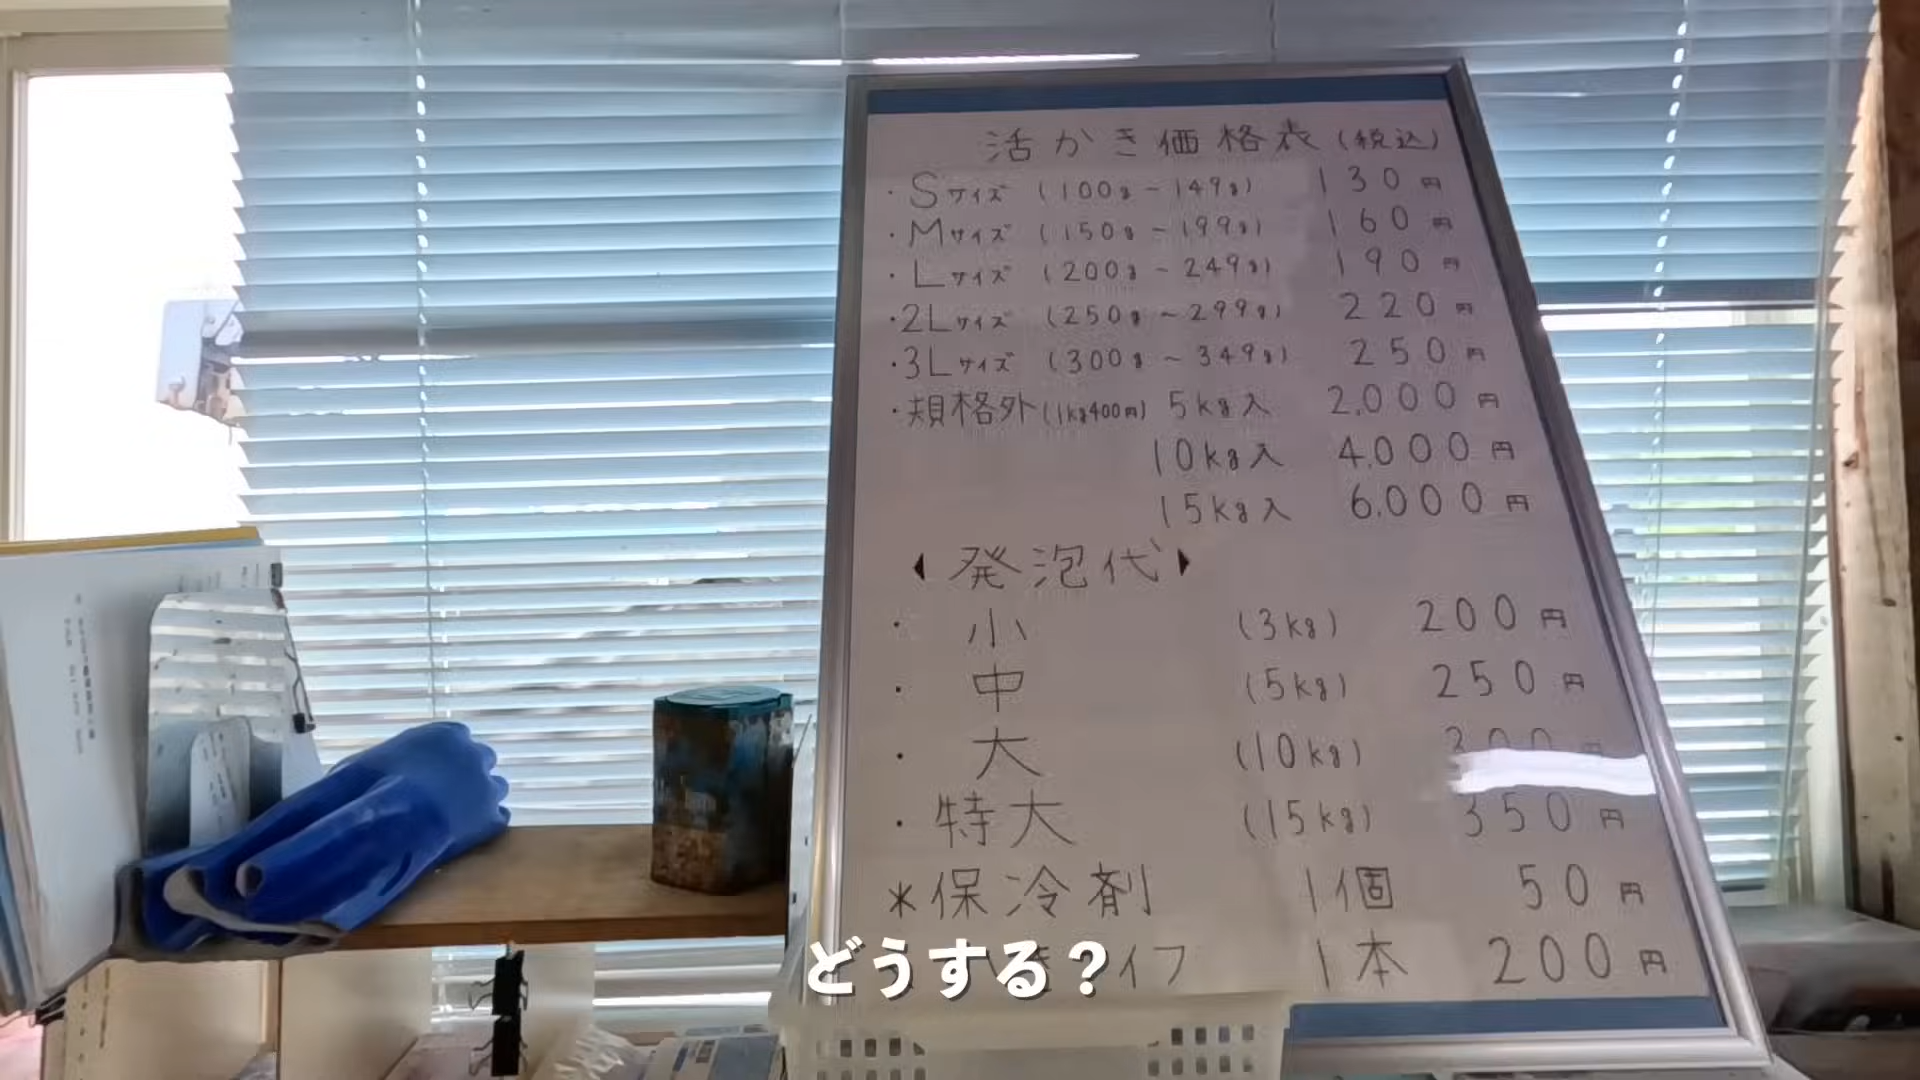 活かき価格表(税込)
・Sサイズ (100g~149g) 130円
・Mサイズ (150g~199g) 160円
・Lサイズ (200g~249g) 190円
・2Lサイズ (250g~299g) 220円
・3Lサイズ (300g~349g) 250円
・規格外(1kg400円) 5kg入 2,000円
10kg入 4.000円
15kg入 6.000円
発泡代
・ 小 (3kg) 200円
・ 中 (5kg) 250円
・ 大 (10kg) 300
・ 特大 (15kg) 350円
*保冷剤 1個 50円
イフ 1本 200円
どうする?